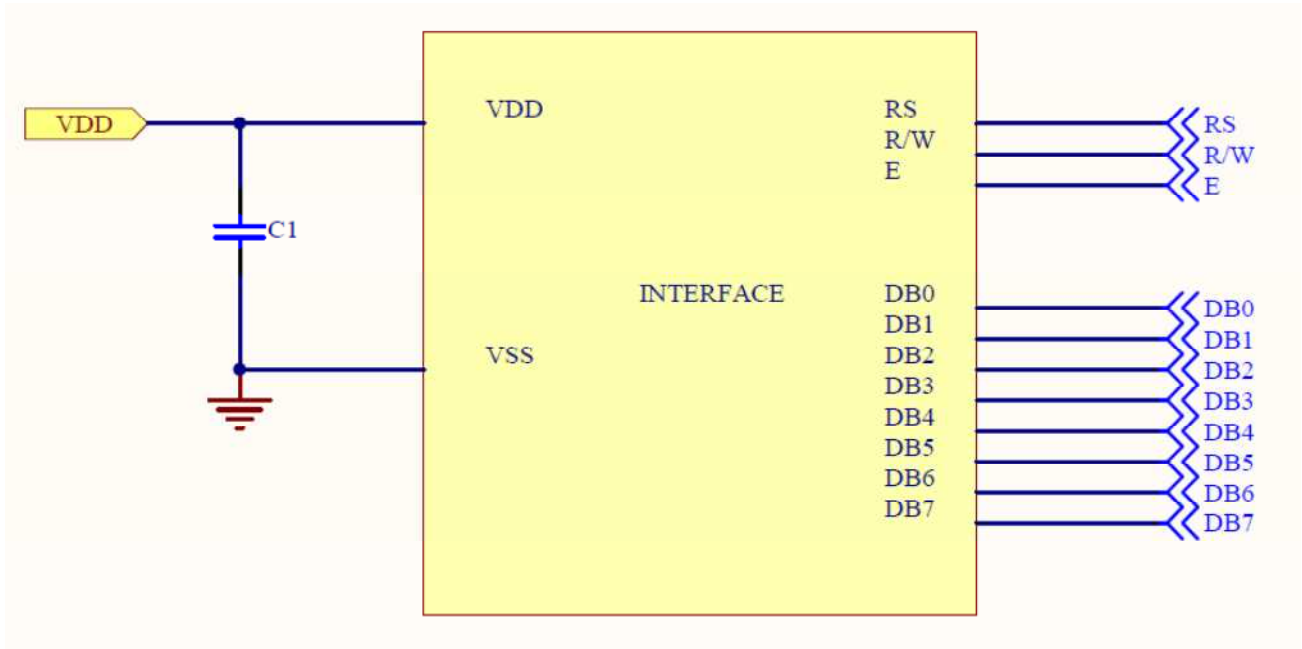 VDD
VDD
RS
RS
R/W
R/W
E
E
C1
INTERFACE
DB0
DB0
DB1
DB1
VSS
DB2
DB2
DB3
DB3
DB4
DB4
DB5
DB5
DB6
DB6
DB7
DB7